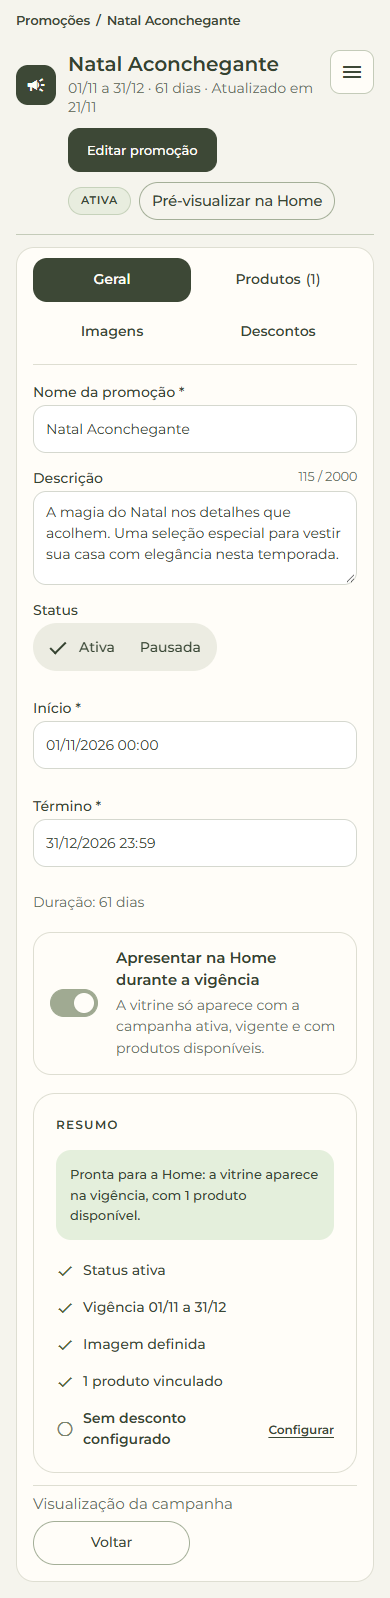 Promoções / Natal Aconchegante
Natal Aconchegante
01/11 a 31/12 · 61 dias · Atualizado em
21/11
Editar promoção
ATIVA
Pré-visualizar na Home
Geral
Produtos (1)
Imagens
Descontos
Nome da promoção *
Natal Aconchegante
Descrição
115 / 2000
A magia do Natal nos detalhes que
acolhem. Uma seleção especial para vestir
sua casa com elegância nesta temporada.
Status
Ativa
Pausada
Início *
01/11/2026 00:00
Término *
31/12/2026 23:59
Duração: 61 dias
Apresentar na Home
durante a vigência
A vitrine só aparece com a
campanha ativa, vigente e com
produtos disponíveis.
RESUMO
Pronta para a Home: a vitrine aparece
na vigência, com 1 produto
disponível.
Status ativa
Vigência 01/11 a 31/12
Imagem definida
1 produto vinculado
Sem desconto
configurado
Configurar
Visualização da campanha
Voltar